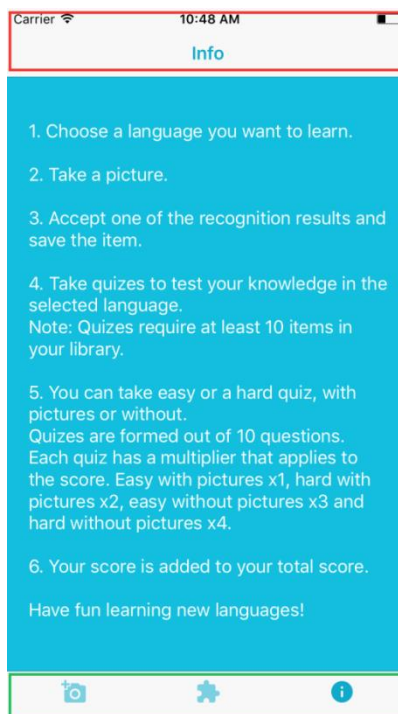 Carrier 10:48 AM
Info
1. Choose a language you want to learn.
2. Take a picture.
3. Accept one of the recognition results and
save the item.
4. Take quizes to test your knowledge in the
selected language.
Note: Quizes require at least 10 items in
your library.
5. You can take easy or a hard quiz, with
pictures or without.
Quizes are formed out of 10 questions.
Each quiz has a multiplier that applies to
the score. Easy with pictures x1, hard with
pictures x2, easy without pictures x3 and
hard without pictures x4.
6. Your score is added to your total score.
Have fun learning new languages!